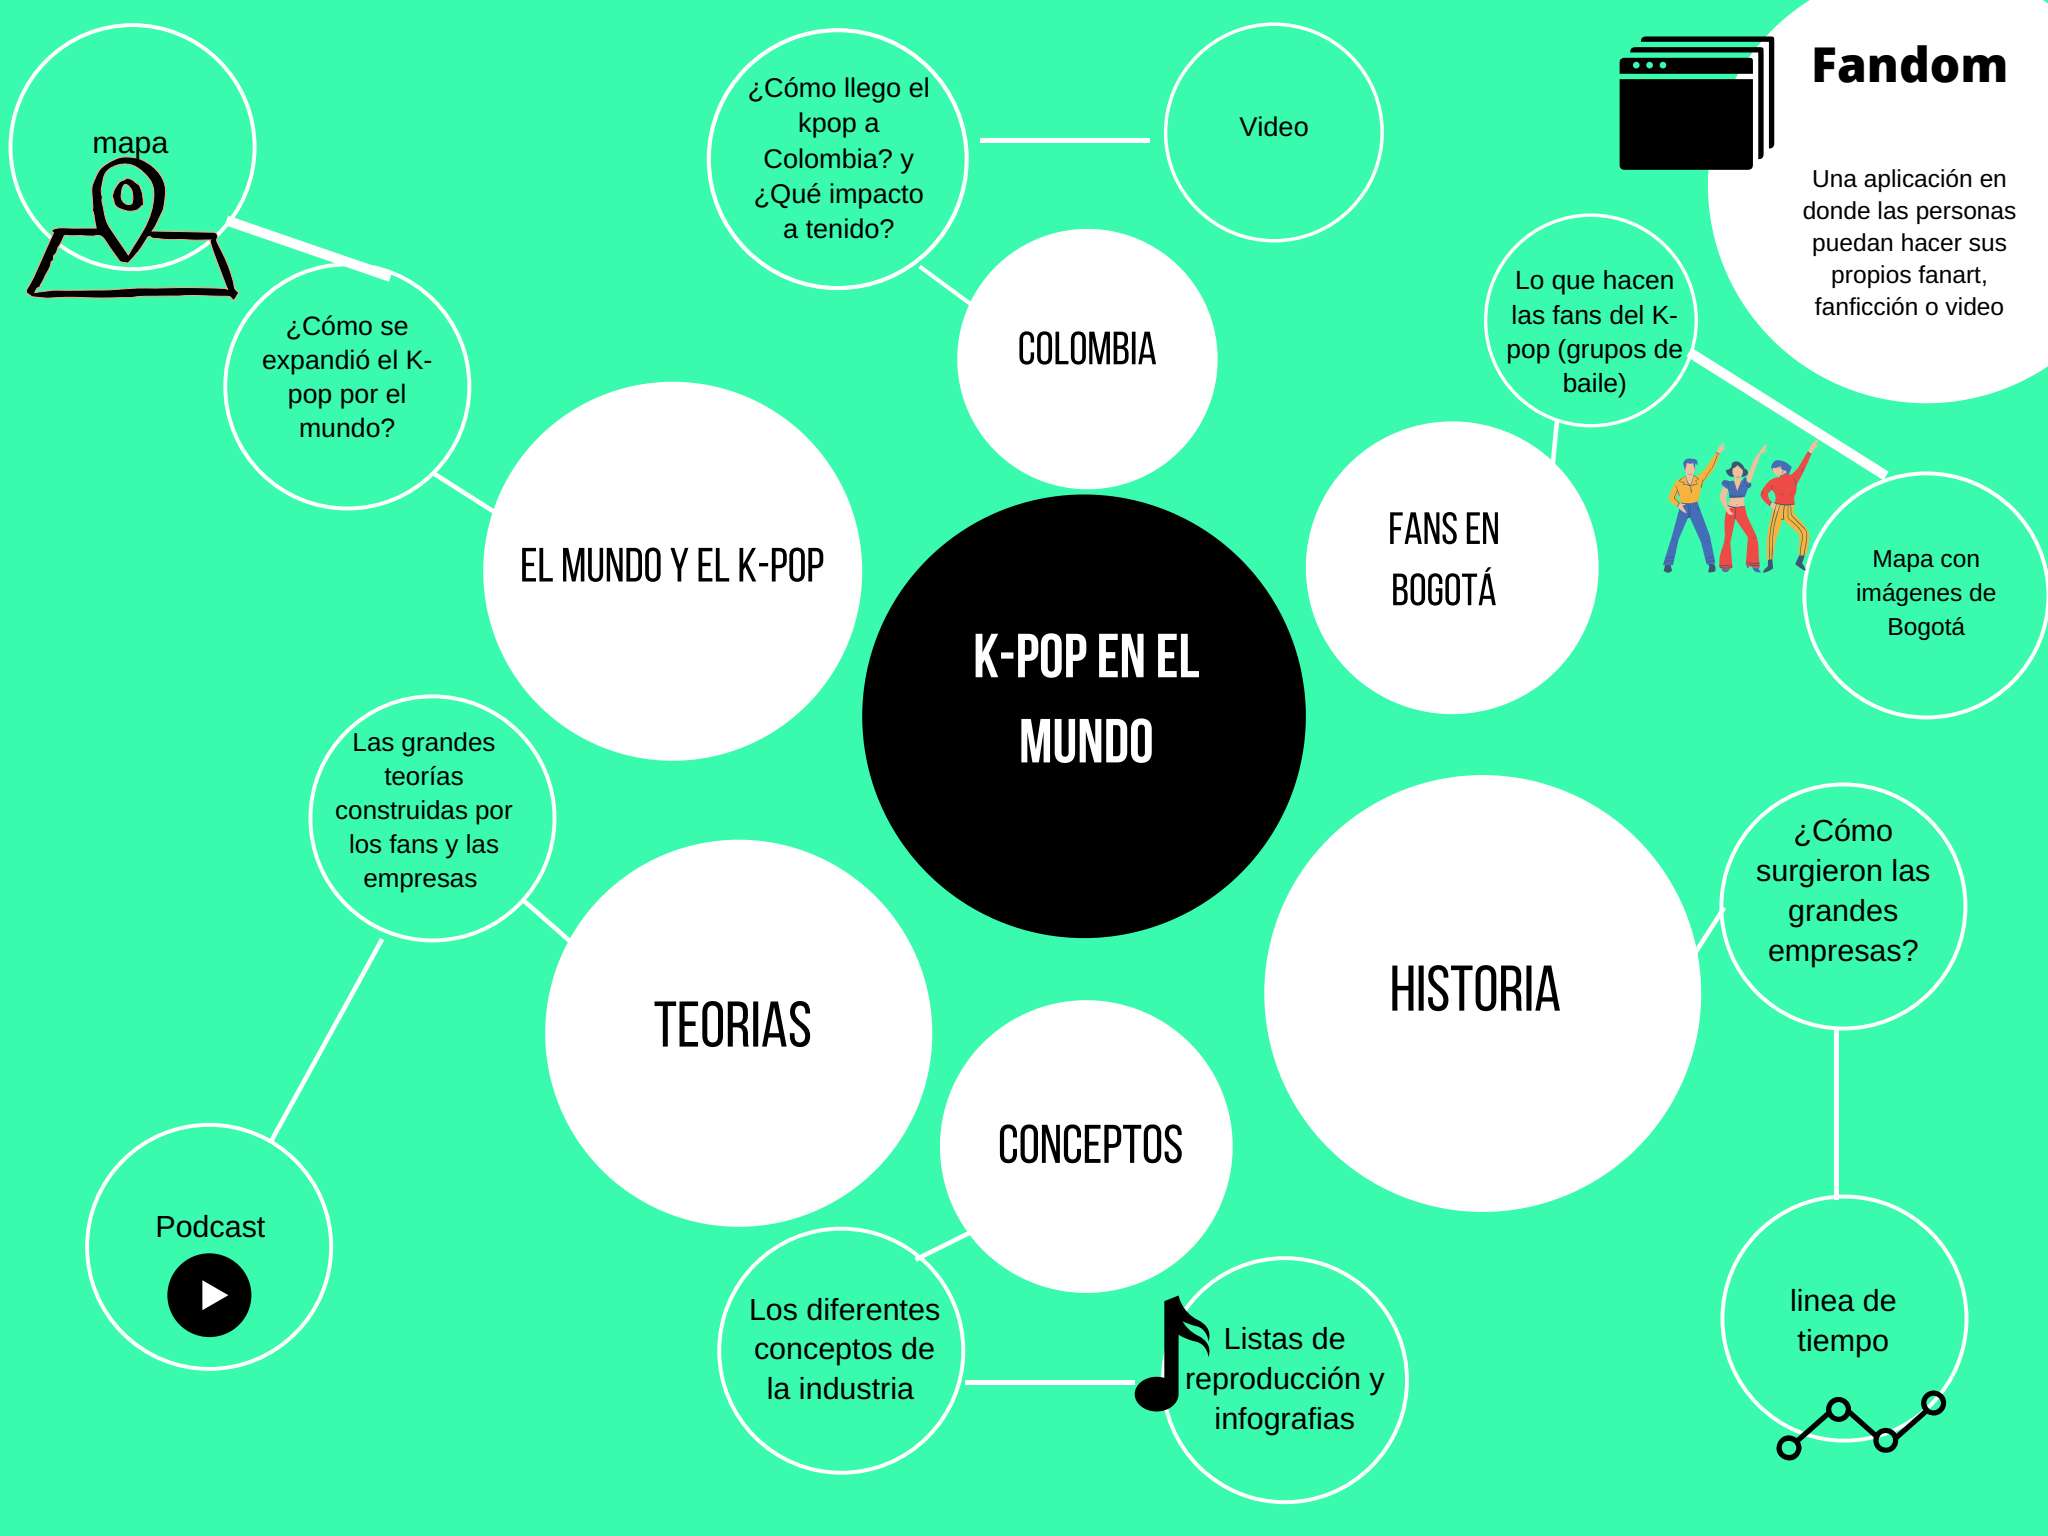 mapa
¿Cómo llego el
kpop a
Colombia? y
¿Qué impacto
a tenido?
Video
Fandom
Una aplicación en
donde las personas
puedan hacer sus
propios fanart,
fanficción o video
¿Cómo se
expandió el K-
pop por el
mundo?
COLOMBIA
Lo que hacen
las fans del K-
pop (grupos de
baile)
EL MUNDO Y EL K-POP
FANS EN
BOGOTÁ
Mapa con
imágenes de
Bogotá
K-POP EN EL
MUNDO
Las grandes
teorías
construidas por
los fans y las
empresas
¿Cómo
surgieron las
grandes
empresas?
TEORIAS
HISTORIA
CONCEPTOS
Podcast
Los diferentes
conceptos de
la industria
Listas de
reproducción y
infografias
linea de
tiempo